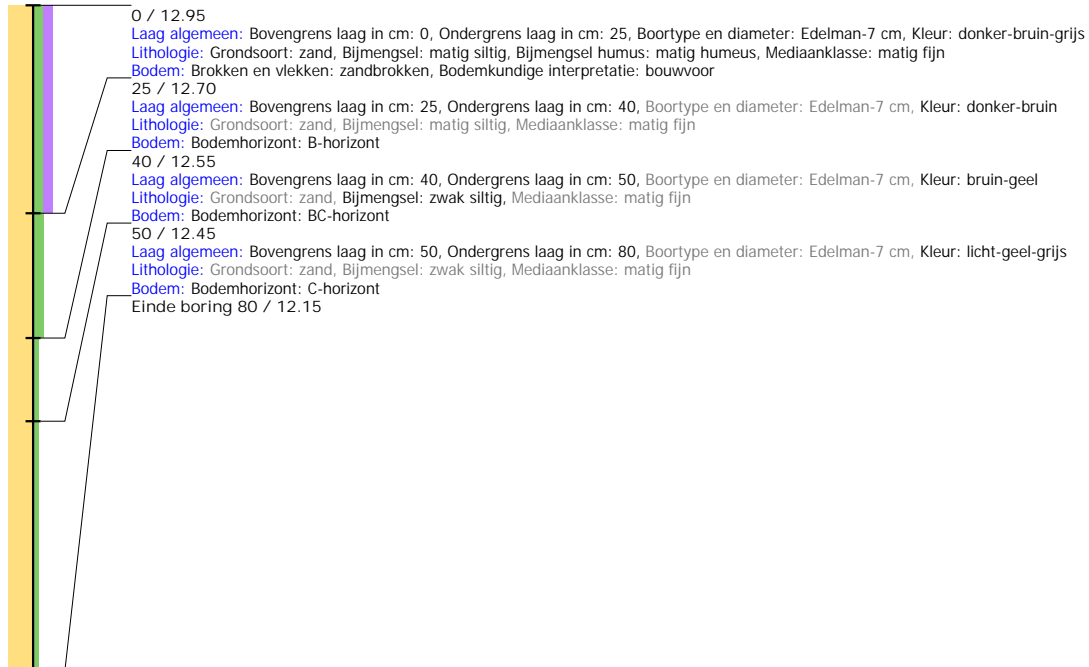 0 / 12.95
Laag algemeen: Bovengrens laag in cm: 0, Ondergrens laag in cm: 25, Boortype en diameter: Edelman-7 cm, Kleur: donker-bruin-grijs
Lithologie: Grondsoort: zand, Bijmengsel: matig siltig, Bijmengsel humus: matig humeus, Mediaanklasse: matig fijn
Bodem: Brokken en vlekken: zandbrokken, Bodemkundige interpretatie: bouwvoor
25 / 12.70
Laag algemeen: Bovengrens laag in cm: 25, Ondergrens laag in cm: 40, Boortype en diameter: Edelman-7 cm, Kleur: donker-bruin
Lithologie: Grondsoort: zand, Bijmengsel: matig siltig, Mediaanklasse: matig fijn
Bodem: Bodemhorizont: B-horizont
40 / 12.55
Laag algemeen: Bovengrens laag in cm: 40, Ondergrens laag in cm: 50, Boortype en diameter: Edelman-7 cm, Kleur: bruin-geel
Lithologie: Grondsoort: zand, Bijmengsel: zwak siltig, Mediaanklasse: matig fijn
Bodem: Bodemhorizont: BC-horizont
50 / 12.45
Laag algemeen: Bovengrens laag in cm: 50, Ondergrens laag in cm: 80, Boortype en diameter: Edelman-7 cm, Kleur: licht-geel-grijs
Lithologie: Grondsoort: zand, Bijmengsel: zwak siltig, Mediaanklasse: matig fijn
Bodem: Bodemhorizont: C-horizont
Einde boring 80 / 12.15